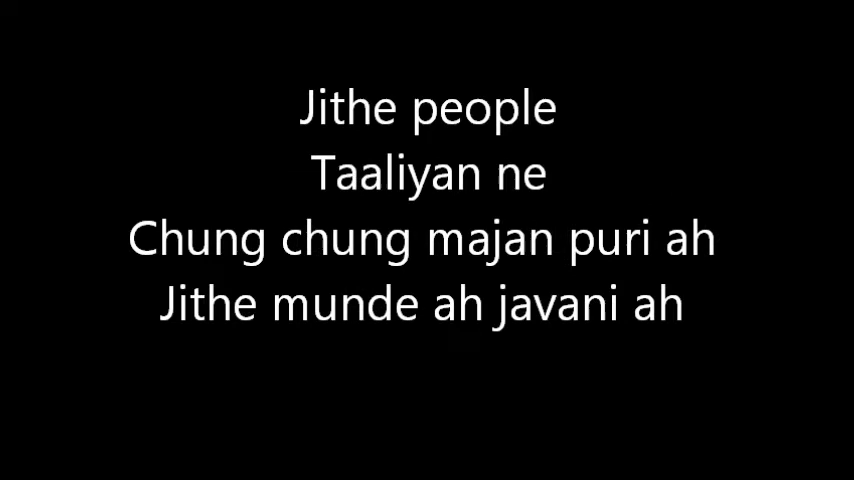 Jithe people
Taaliyan ne
Chung chung majan puri ah
Jithe munde ah javani ah